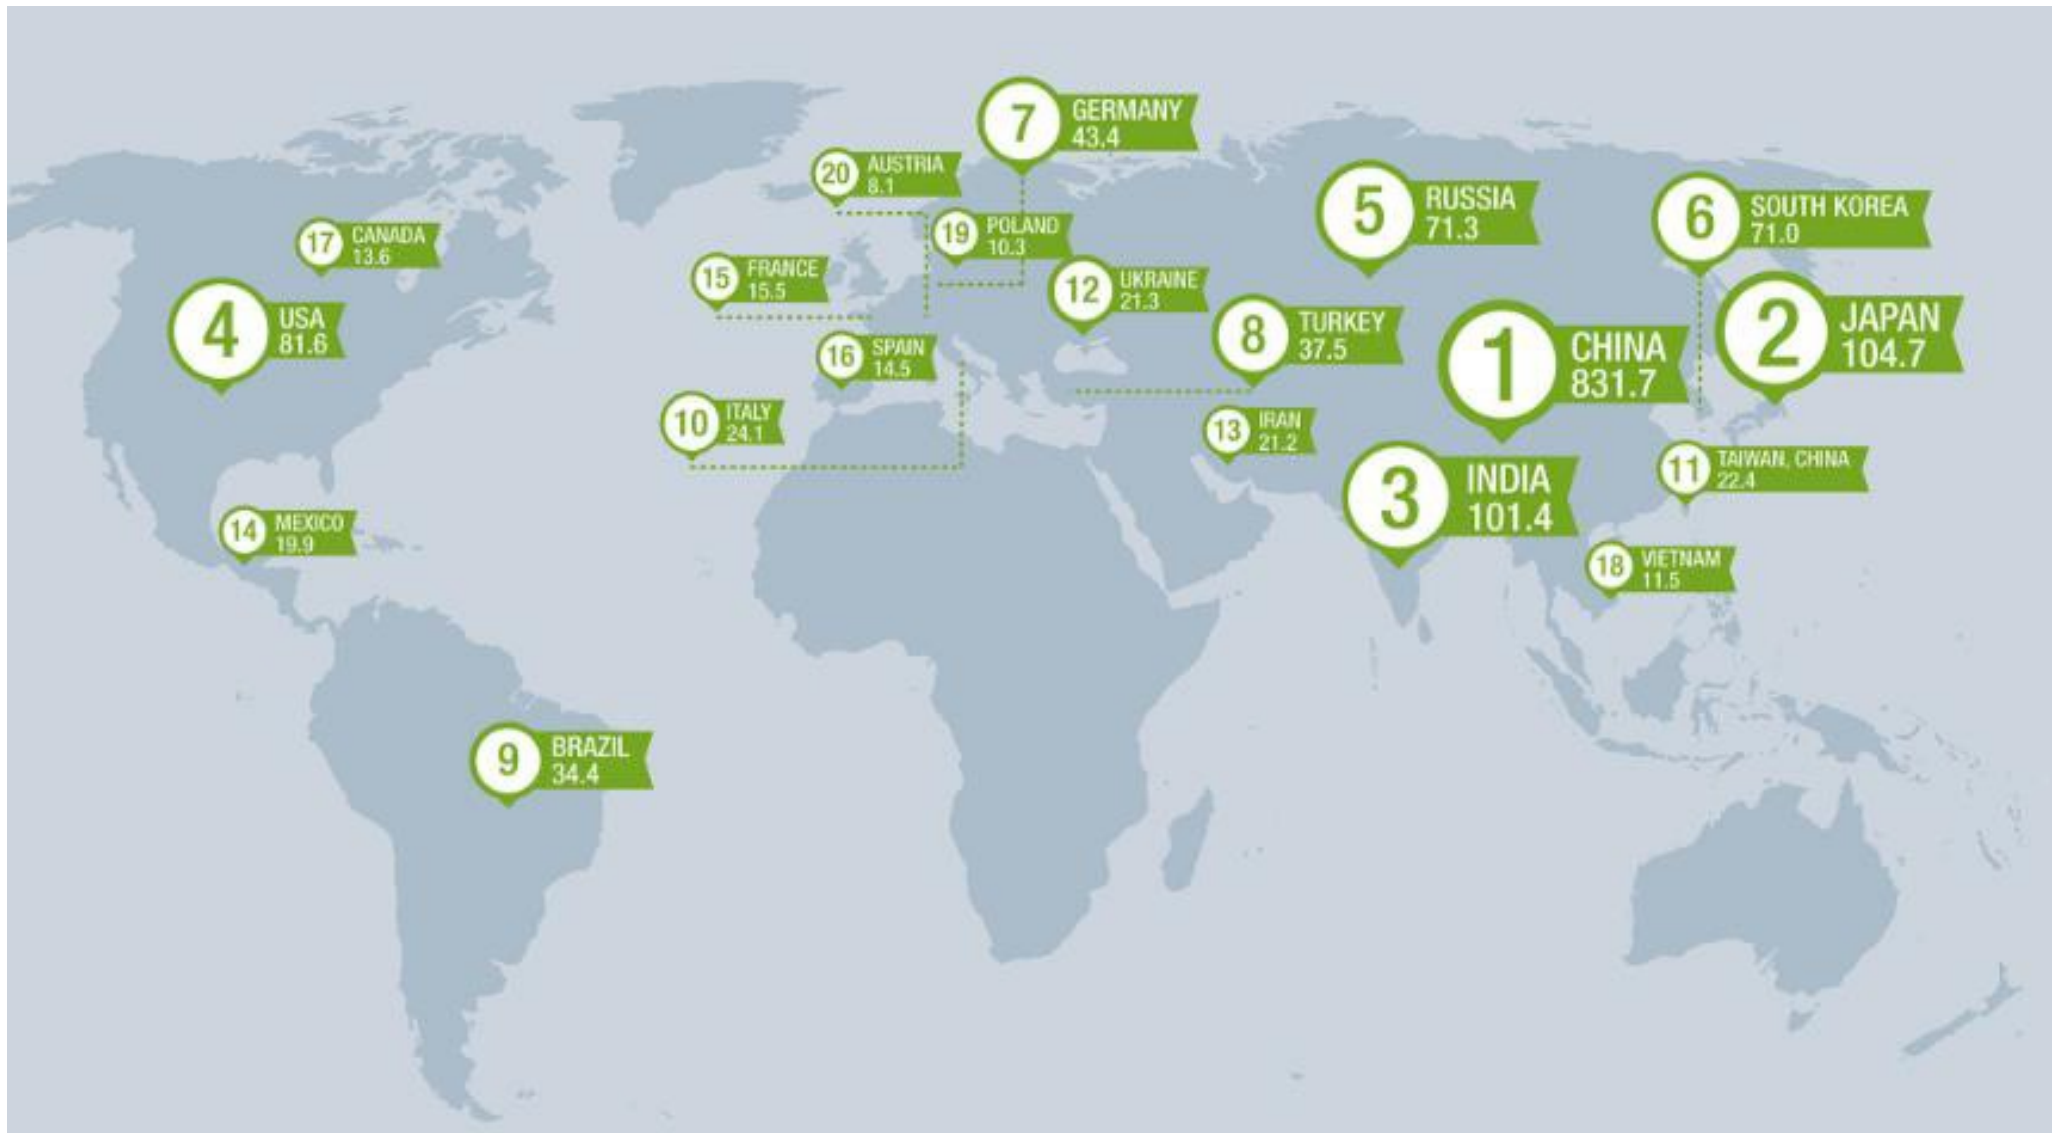 7
GERMANY
43.4
20
AUSTRIA
8.1
5
RUSSIA
71.3
6
SOUTH KOREA
71.0
17
CANADA
13.6
19
POLAND
10.3
15
FRANCE
15.5
12
UKRAINE
21.3
4
USA
81.6
8
TURKEY
37.5
1
CHINA
831.7
2
JAPAN
104.7
16
SPAIN
14.5
10
ITALY
24.1
13
IRAN
21.2
3
INDIA
101.4
11
TAIWAN, CHINA
22.4
14
MEXICO
19.9
18
VIETNAM
11.5
9
BRAZIL
34.4